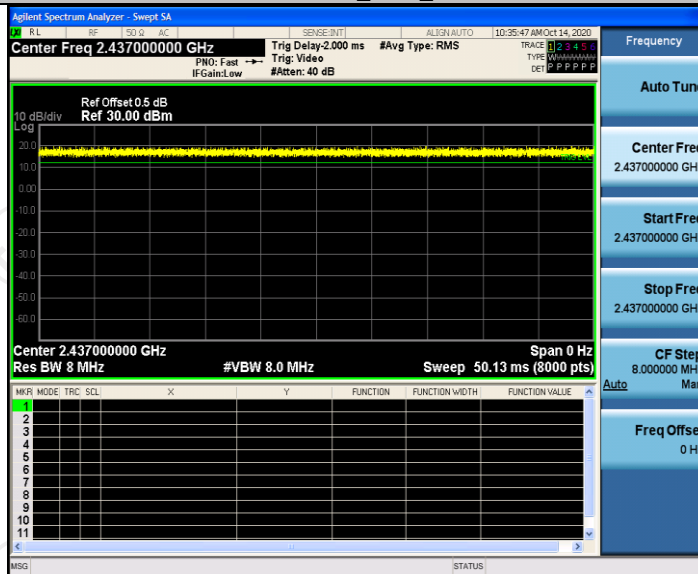 Agilent Spectrum Analyzer - Swept SA
RL RF 50 Ω AC SENSE:INT ALIGN AUTO 10:35:47 AM Oct 14, 2020
Center Freq 2.437000000 GHz
PNO: Fast
IFGain:Low
Trig Delay-2.000 ms
Trig: Video
#Atten: 40 dB
#Avg Type: RMS
TRACE 1 2 3 4 5 6
TYPE
DET P P P P P P
Ref Offset 0.5 dB
10 dB/div Ref 30.00 dBm
Log
20.0
10.0
0.00
-10.0
-20.0
-30.0
-40.0
-50.0
-60.0
Center 2.437000000 GHz Span 0 Hz
Res BW 8 MHz #VBW 8.0 MHz Sweep 50.13 ms (8000 pts)
MKR MODE TRC SCL X Y FUNCTION FUNCTION WIDTH FUNCTION VALUE
1
2
3
4
5
6
7
8
9
10
11
MSG STATUS
Frequency
Auto Tun
Center Fre
2.437000000 GH
Start Fre
2.437000000 GH
Stop Fre
2.437000000 GH
CF Step
8.000000 MH
Auto Ma
Freq Offse
0 H